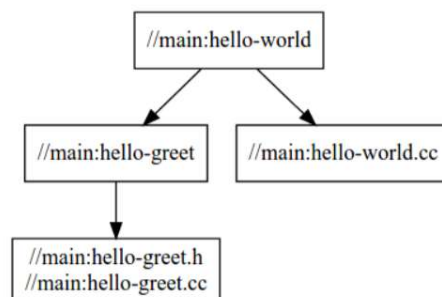 //main:hello-world
//main:hello-greet
//main:hello-world.cc
//main:hello-greet.h
//main:hello-greet.cc